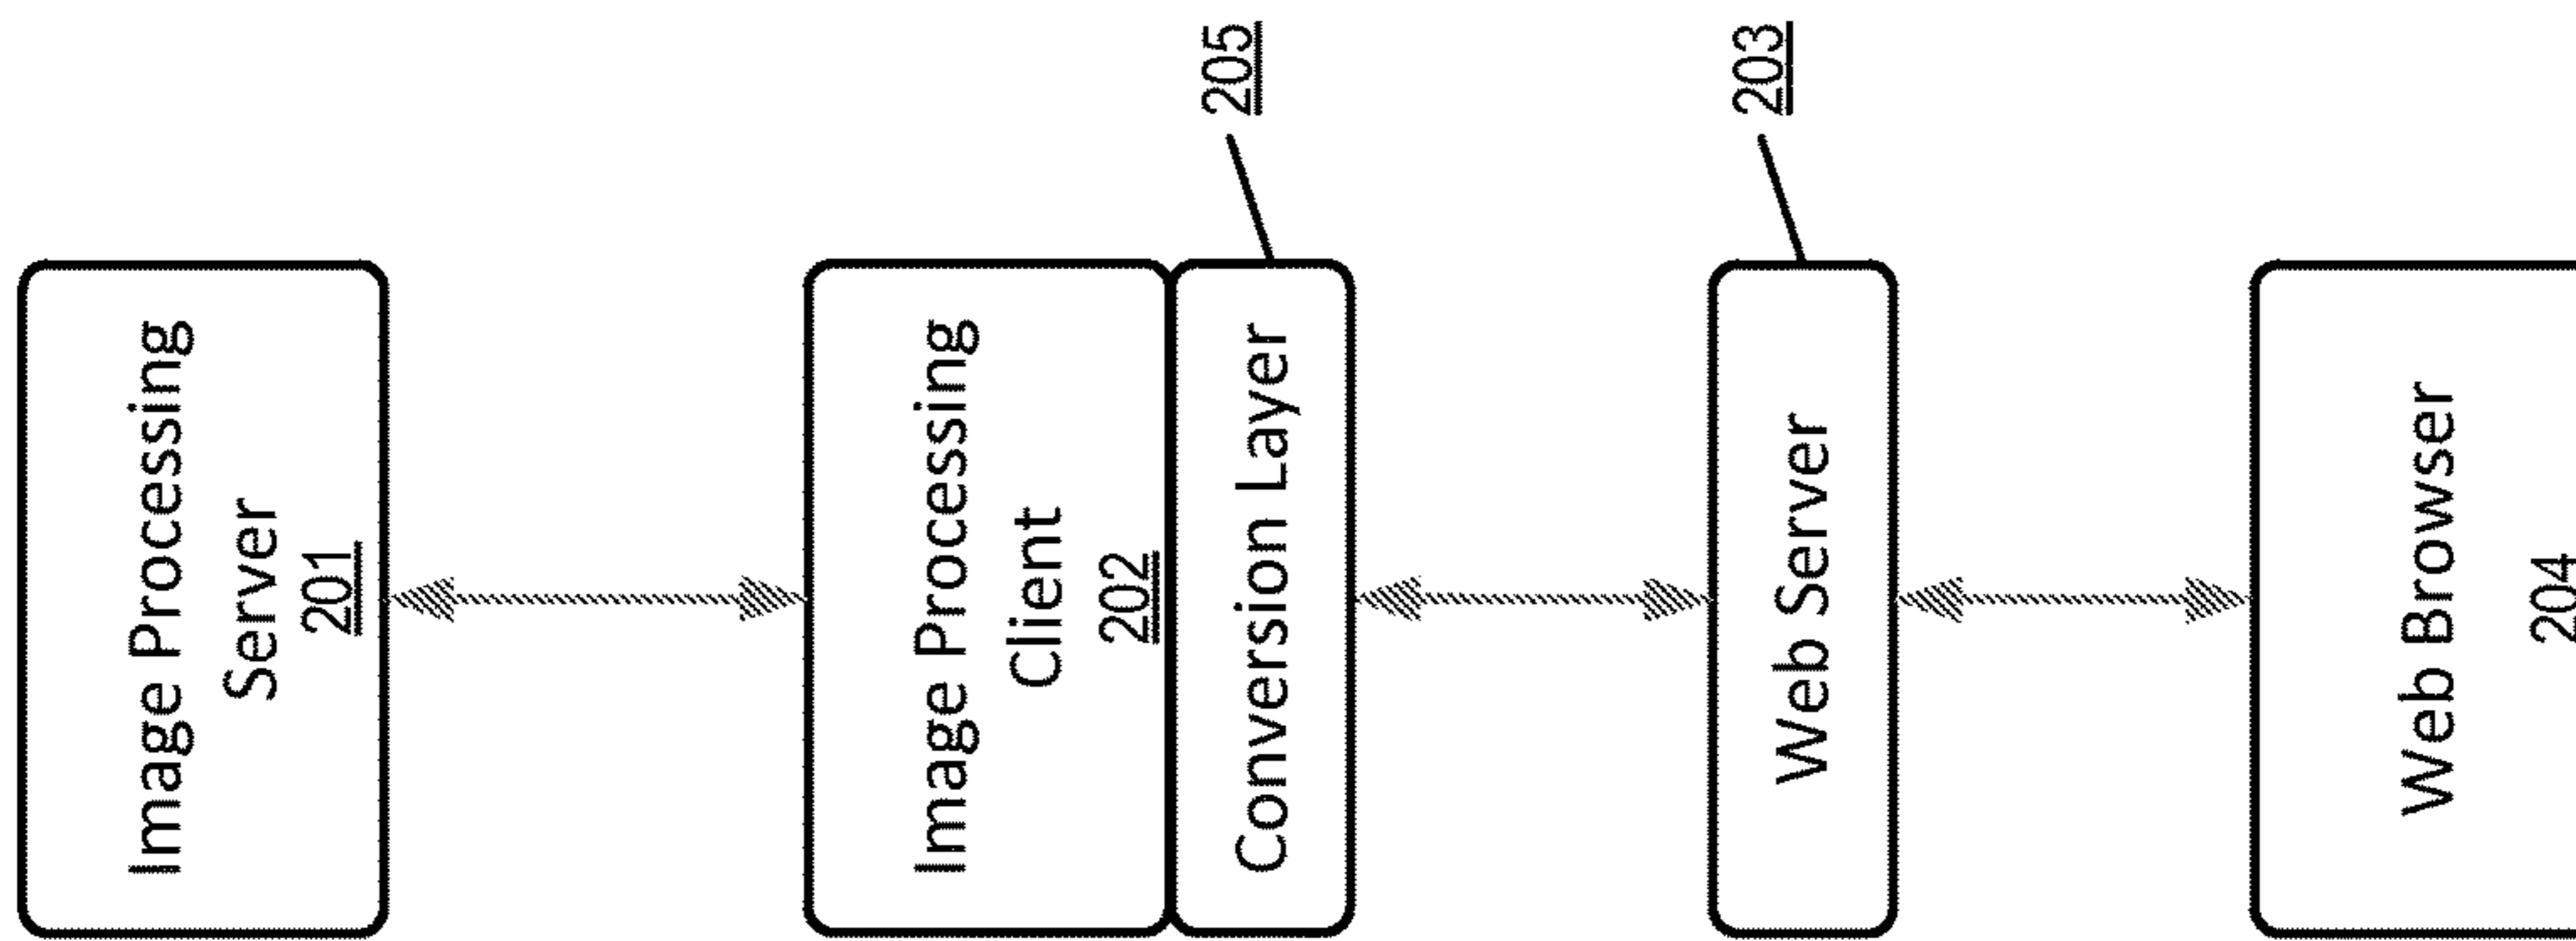 Image Processing
Server
201
Image Processing
Client
202
Conversion Layer
205
Web Server
203
Web Browser
204